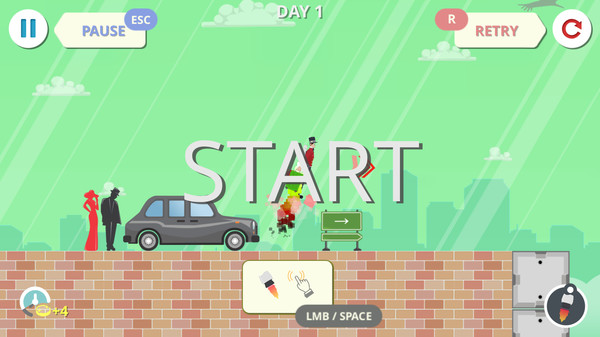 DAY 1
ESC
PAUSE
R
RETRY
START
LMB / SPACE
+4